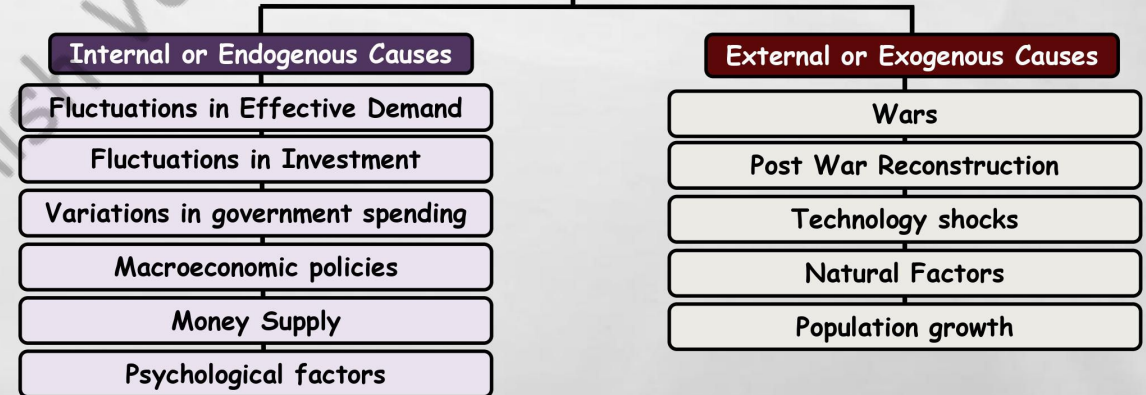 Internal or Endogenous Causes
Fluctuations in Effective Demand
Fluctuations in Investment
Variations in government spending
Macroeconomic policies
Money Supply
Psychological factors
External or Exogenous Causes
Wars
Post War Reconstruction
Technology shocks
Natural Factors
Population growth